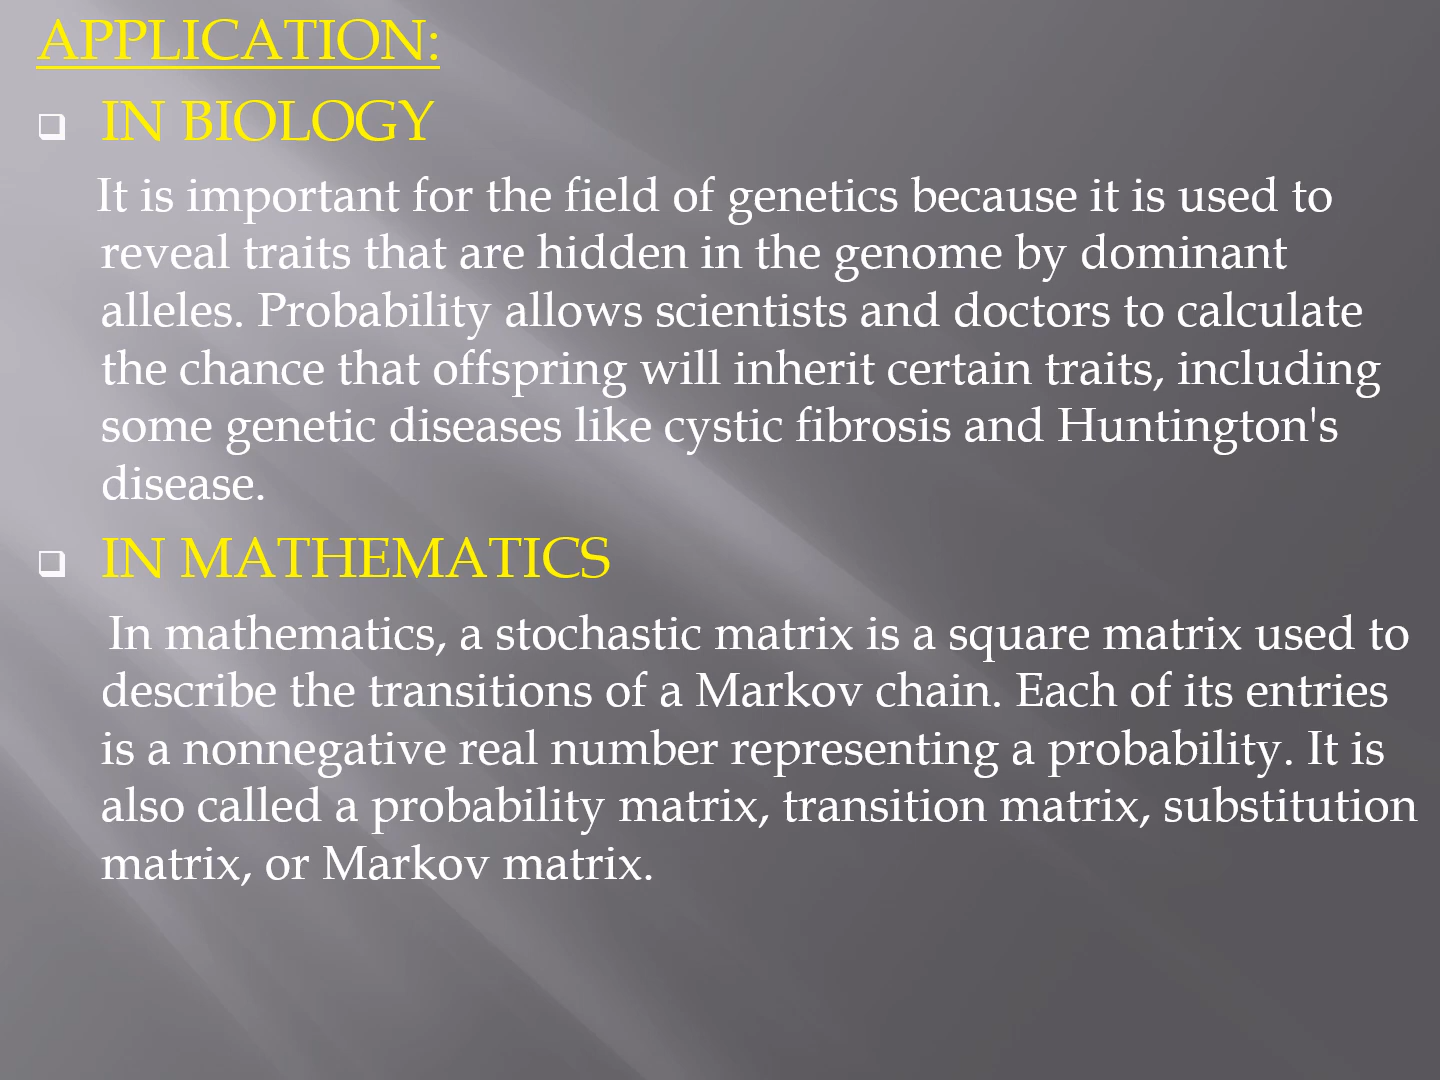 APPLICATION:
IN BIOLOGY
It is important for the field of genetics because it is used to
reveal traits that are hidden in the genome by dominant
alleles. Probability allows scientists and doctors to calculate
the chance that offspring will inherit certain traits, including
some genetic diseases like cystic fibrosis and Huntington's
disease.
IN MATHEMATICS
In mathematics, a stochastic matrix is a square matrix used to
describe the transitions of a Markov chain. Each of its entries
is a nonnegative real number representing a probability. It is
also called a probability matrix, transition matrix, substitution
matrix, or Markov matrix.